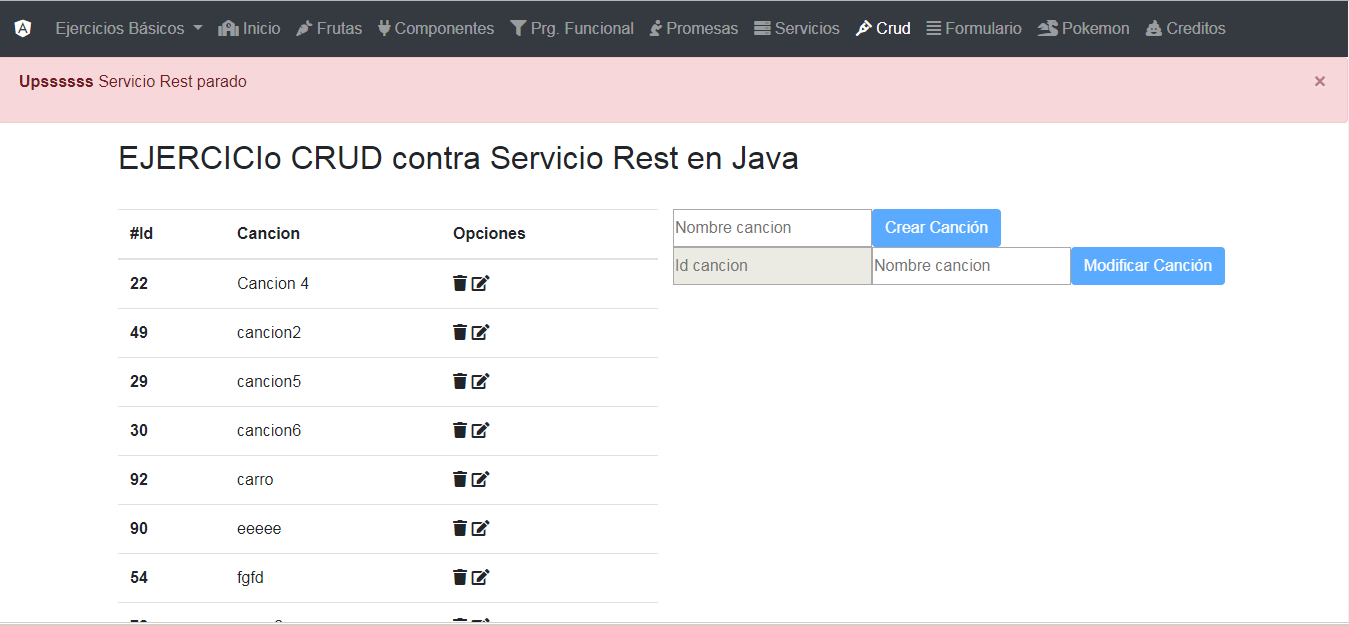 Ejercicios Básicos Inicio Frutas Componentes Prg. Funcional Promesas Servicios Crud Formulario Pokemon Creditos
Upssssss Servicio Rest parado ×
EJERCICIo CRUD contra Servicio Rest en Java
#Id Cancion Opciones
22 Cancion 4
49 cancion2
29 cancion5
30 cancion6
92 carro
90 eeeee
54 fgfd
Nombre cancion Crear Canción
Id cancion Nombre cancion Modificar Canción